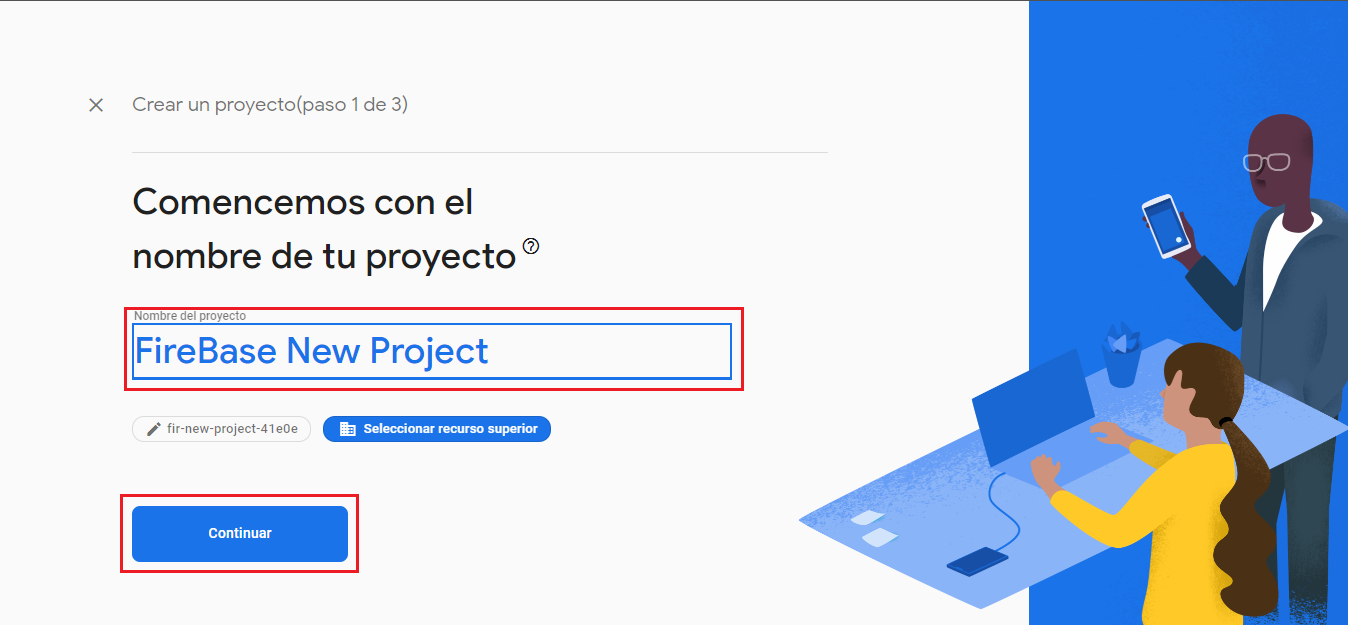 Crear un proyecto(paso 1 de 3)
Comencemos con el
nombre de tu proyecto ?
Nombre del proyecto
FireBase New Project
fir-new-project-41e0e
Seleccionar recurso superior
Continuar